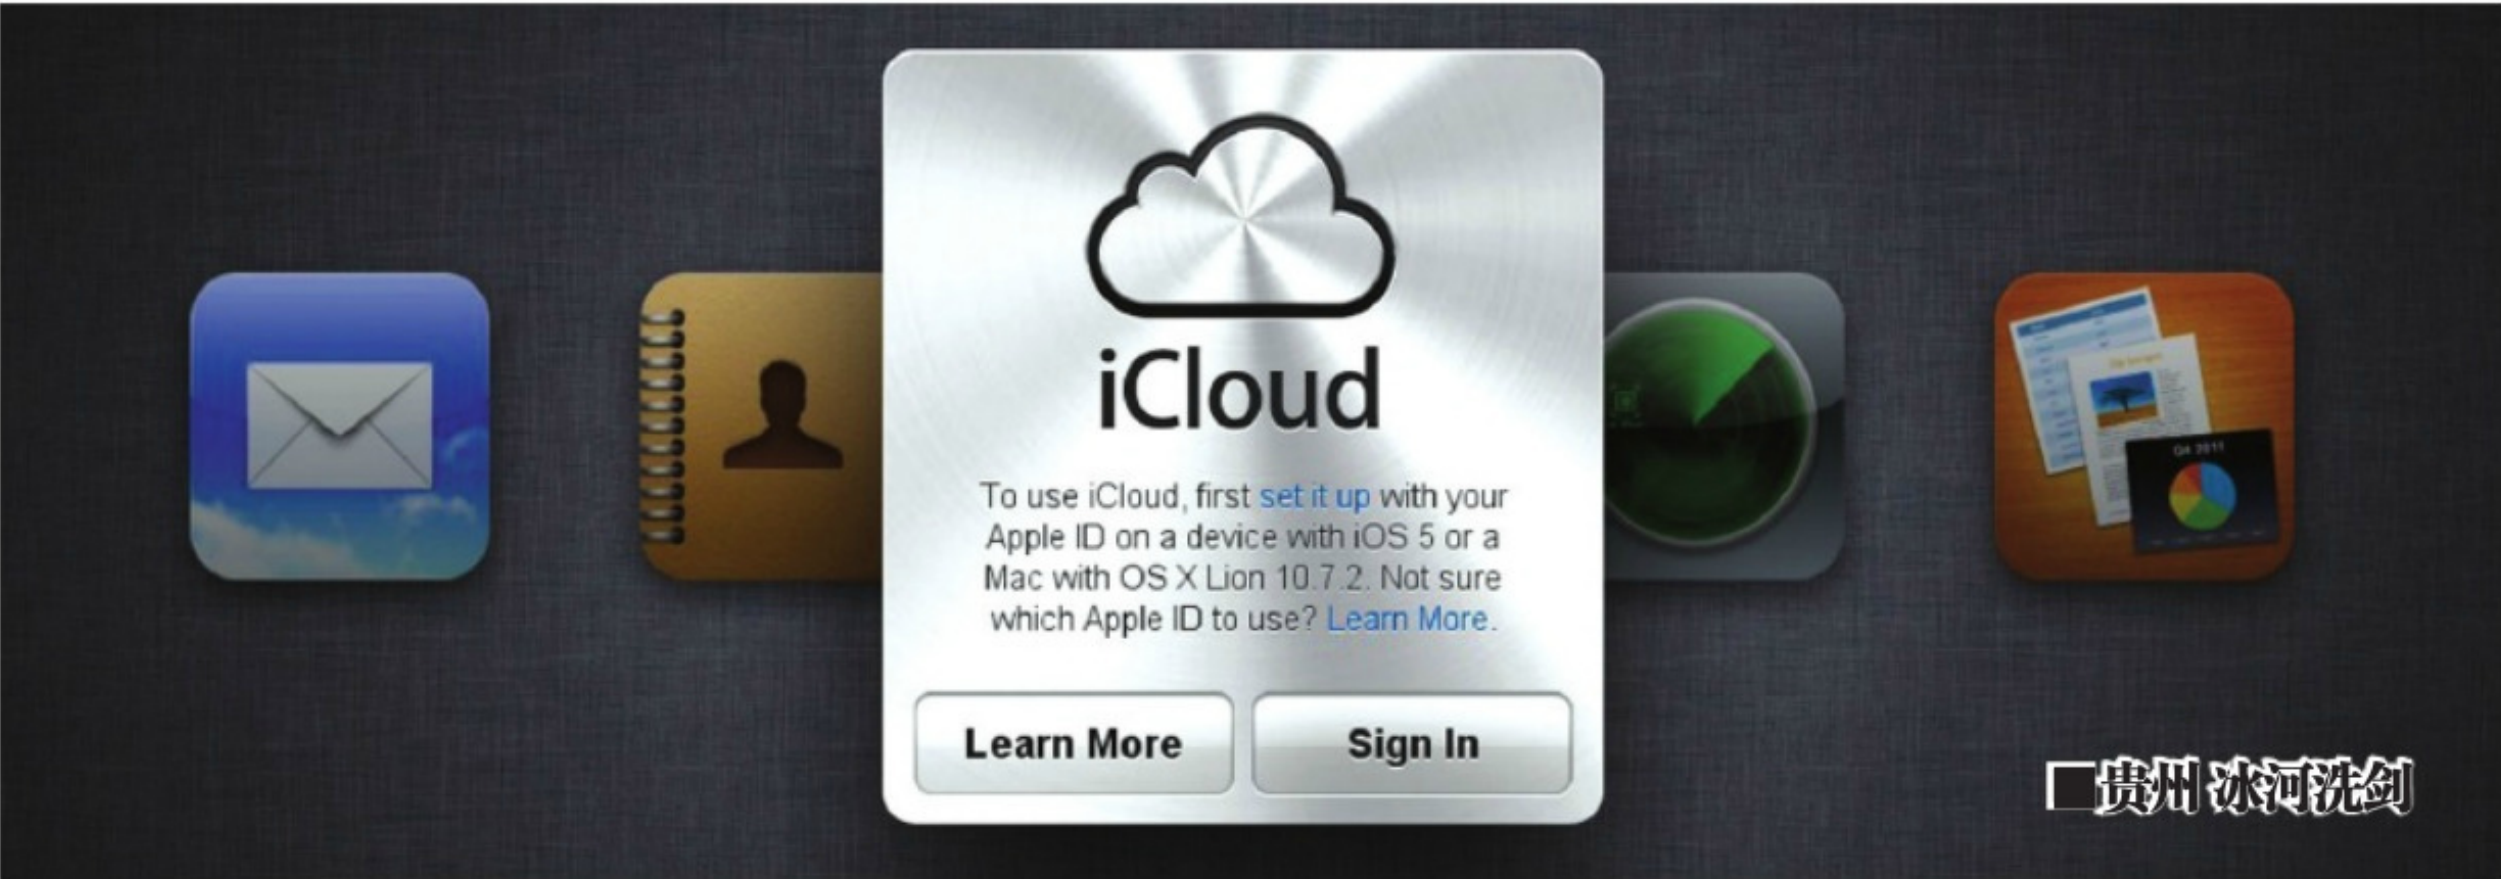 iCloud
To use iCloud, first set it up with your
Apple ID on a device with iOS 5 or a
Mac with OS X Lion 10.7.2. Not sure
which Apple ID to use? Learn More.
Learn More Sign In
Q4 2011
■贵州 冰河洗剑